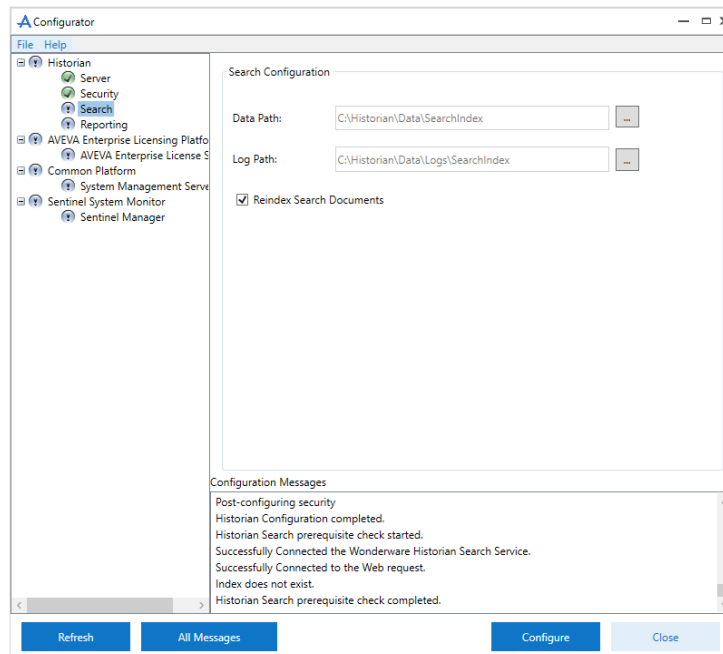 Configurator
File Help
Historian
Server
Security
Search
Reporting
AVEVA Enterprise Licensing Platfo
AVEVA Enterprise License S
Common Platform
System Management Serve
Sentinel System Monitor
Sentinel Manager
Search Configuration
Data Path: C:\Historian\Data\SearchIndex ...
Log Path: C:\Historian\Data\Logs\SearchIndex ...
Reindex Search Documents
Configuration Messages
Post-configuring security
Historian Configuration completed.
Historian Search prerequisite check started.
Successfully Connected the Wonderware Historian Search Service.
Successfully Connected to the Web request.
Index does not exist.
Historian Search prerequisite check completed.
Refresh All Messages Configure Close